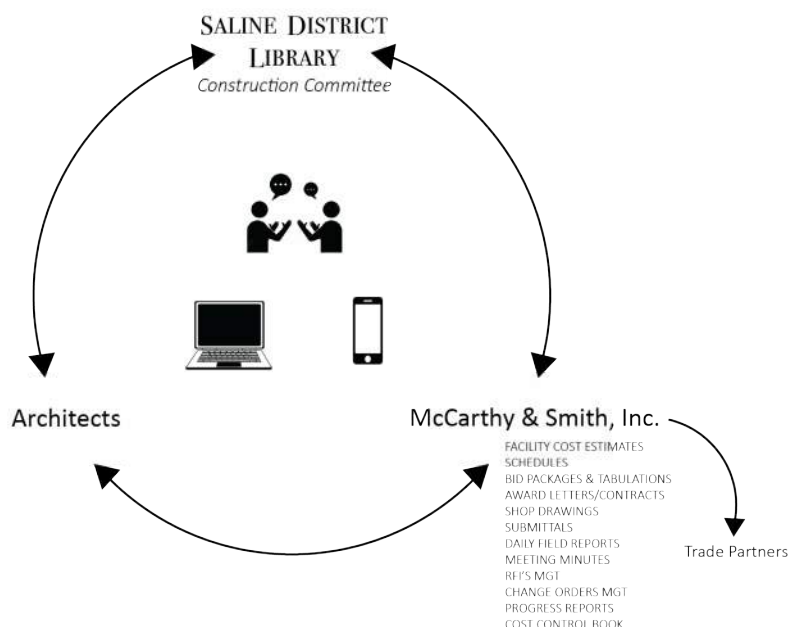 SALINE DISTRICT
LIBRARY
Construction Committee
Architects
McCarthy & Smith, Inc.
FACILITY COST ESTIMATES
SCHEDULES
BID PACKAGES & TABULATIONS
AWARD LETTERS/CONTRACTS
SHOP DRAWINGS
SUBMITTALS
DAILY FIELD REPORTS
MEETING MINUTES
RFI'S MGT
CHANGE ORDERS MGT
PROGRESS REPORTS
COST CONTROL BOOK
Trade Partners